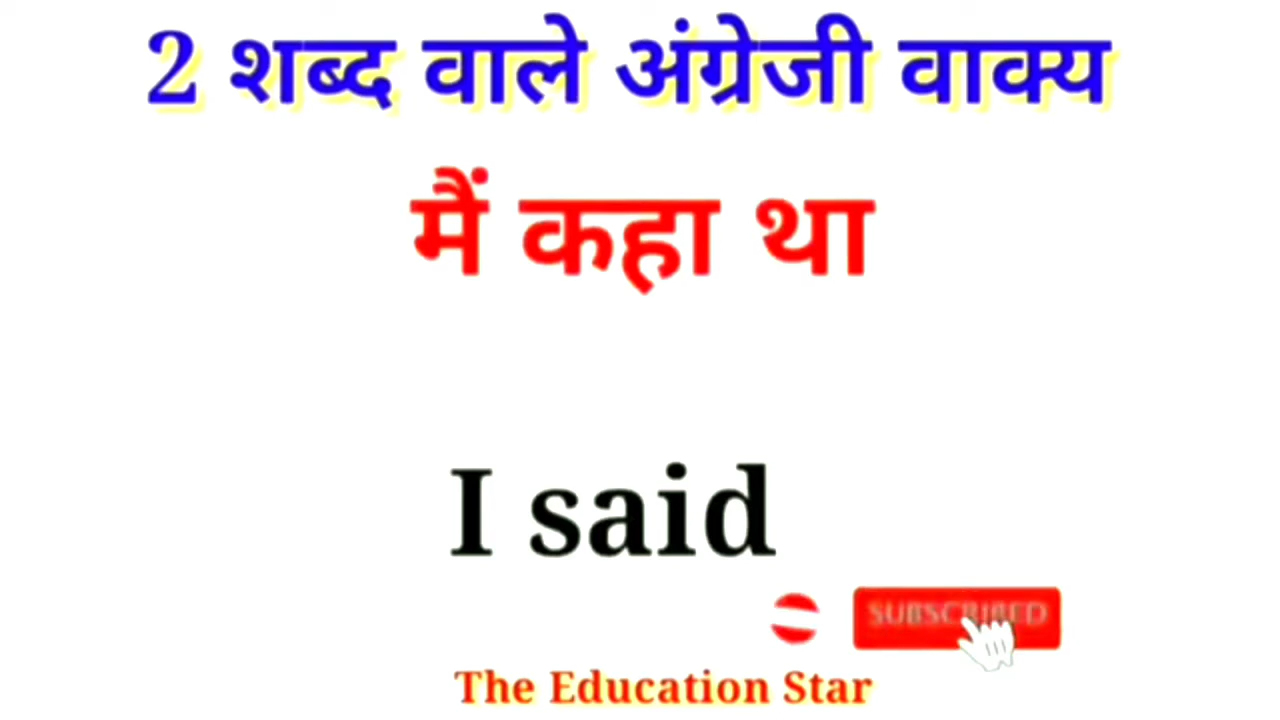 2 शब्द वाले अंग्रेजी वाक्य
मैं कहा था
I said
SUBSCRIBED
The Education Star